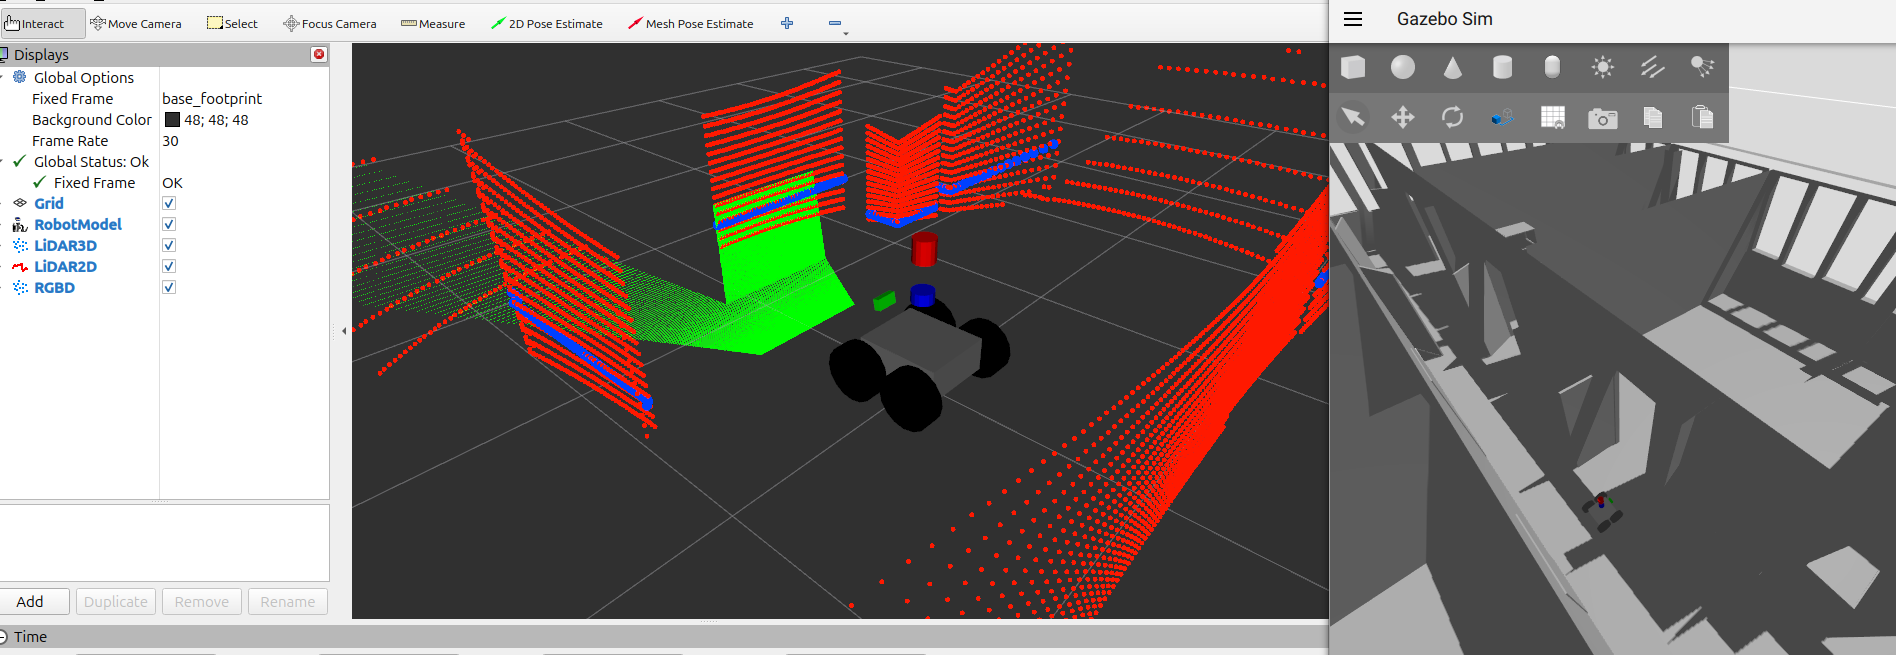 Interact Move Camera Select Focus Camera Measure 2D Pose Estimate Mesh Pose Estimate
Gazebo Sim
Displays
Global Options
Fixed Frame base_footprint
Background Color 48; 48; 48
Frame Rate 30
Global Status: Ok
Fixed Frame OK
Grid
RobotModel
LiDAR3D
LiDAR2D
RGBD
Add Duplicate Remove Rename
Time